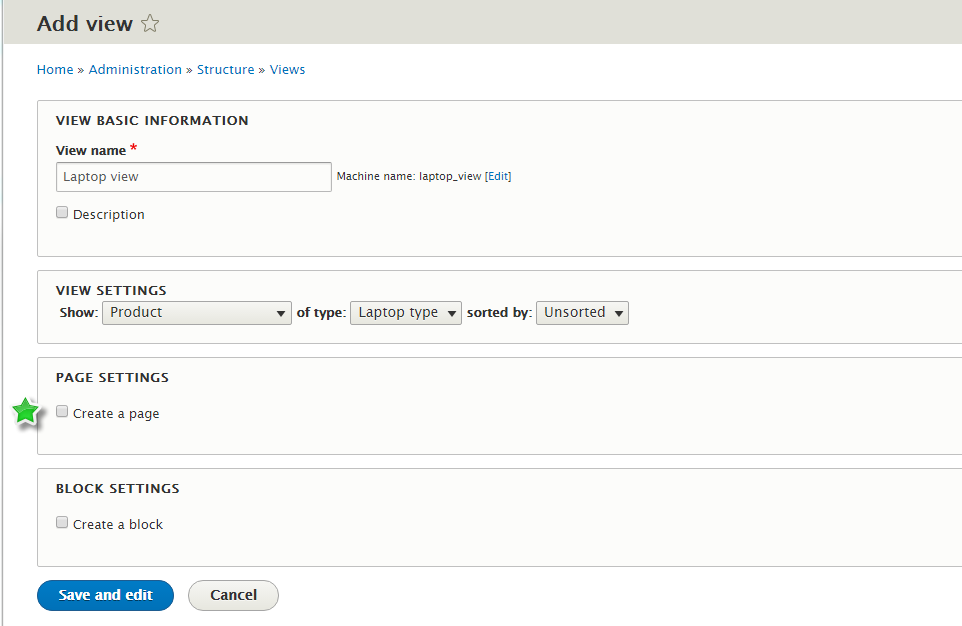 Add view
Home » Administration » Structure » Views
VIEW BASIC INFORMATION
View name *
Laptop view Machine name: laptop_view [Edit]
Description
VIEW SETTINGS
Show: Product of type: Laptop type sorted by: Unsorted
PAGE SETTINGS
Create a page
BLOCK SETTINGS
Create a block
Save and edit Cancel